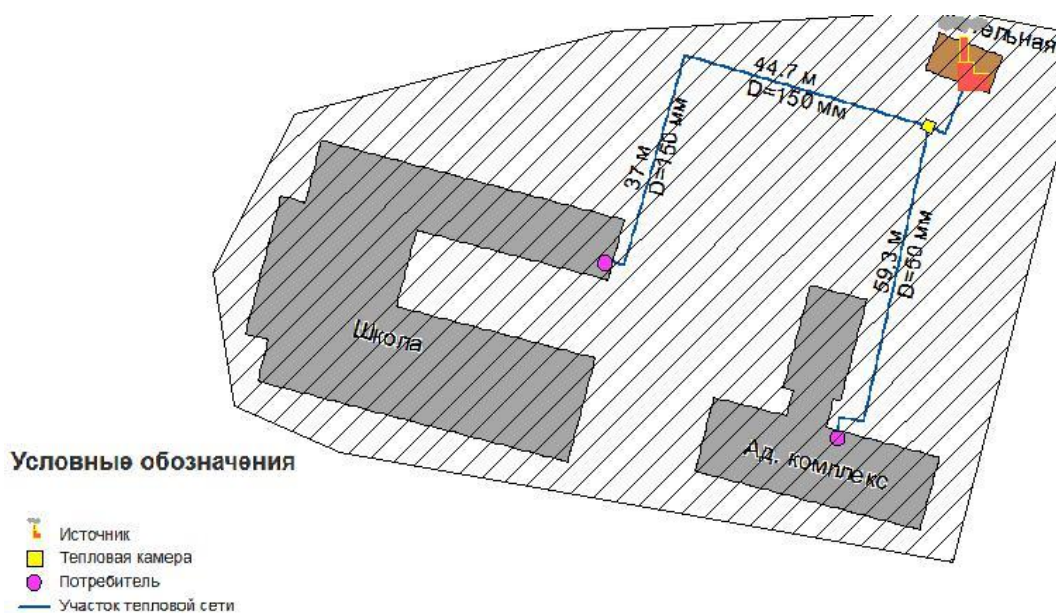 тельная
44.7 м
D=150 мм
37 м
D=150 мм
59.3 м
D=50 мм
Школа
Ад. комплекс
Условные обозначения
Источник
Тепловая камера
Потребитель
Участок тепловой сети